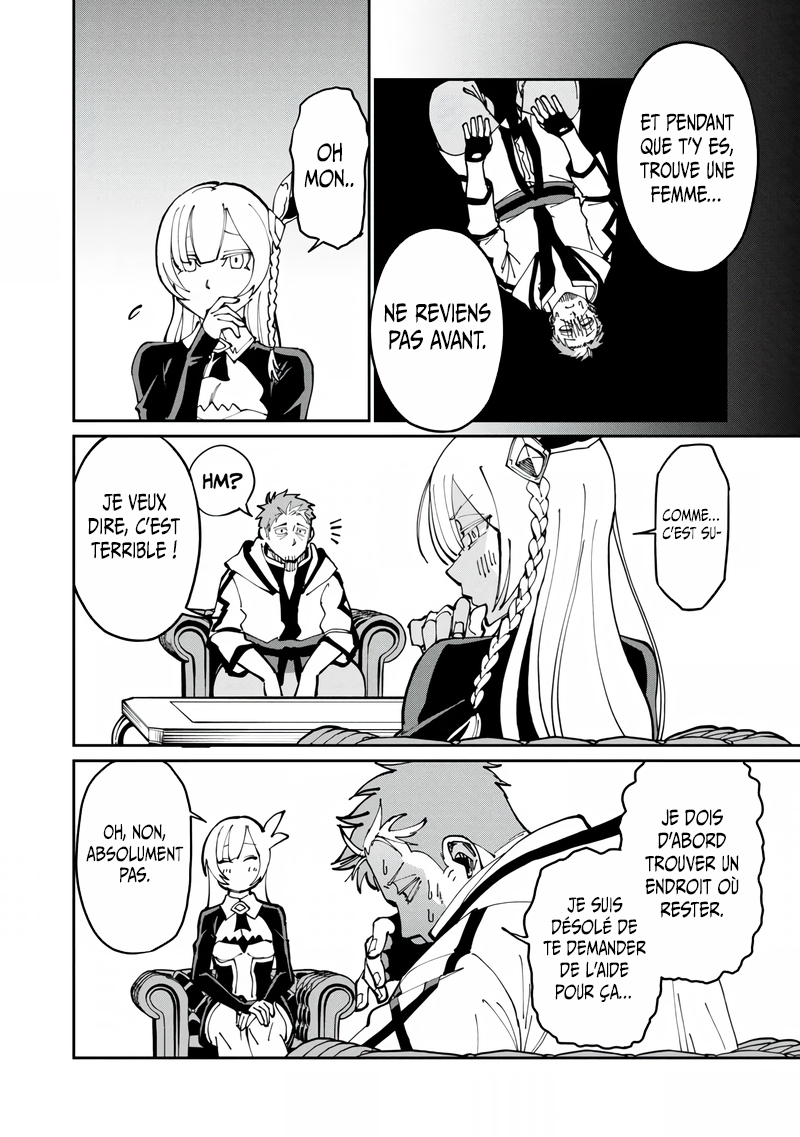 ET PENDANT
QUE T'Y ES,
TROUVE UNE
FEMME...
NE REVIENS
PAS AVANT.
OH
MON..
COMME...
C'EST SU-
HM?
JE VEUX
DIRE, C'EST
TERRIBLE !
JE DOIS
D'ABORD
TROUVER UN
ENDROIT OÙ
RESTER.
JE SUIS
DÉSOLÉ DE
TE DEMANDER
DE L'AIDE
POUR ÇA...
OH, NON,
ABSOLUMENT
PAS.